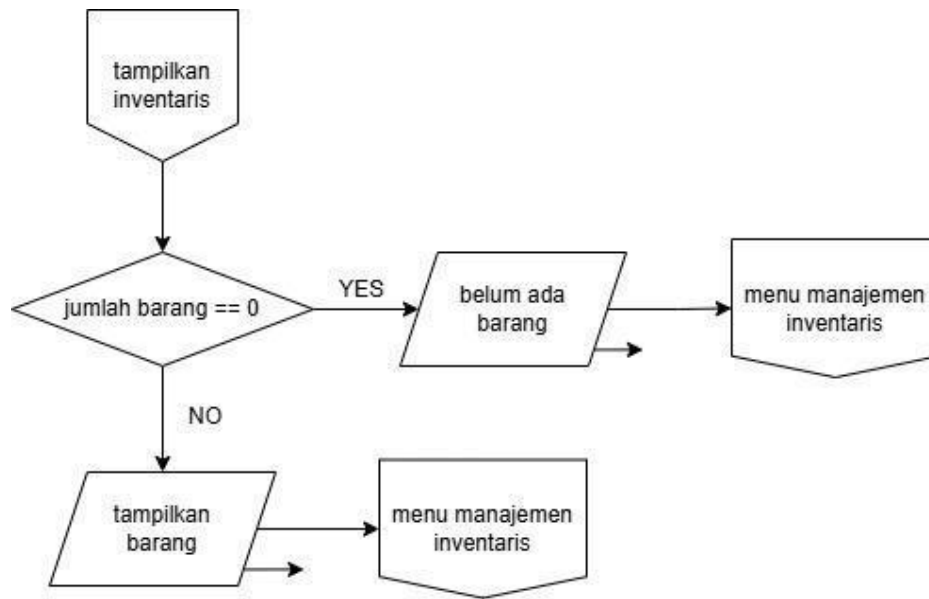 tampilkan
inventaris
jumlah barang == 0
YES
belum ada
barang
menu manajemen
inventaris
NO
tampilkan
barang
menu manajemen
inventaris